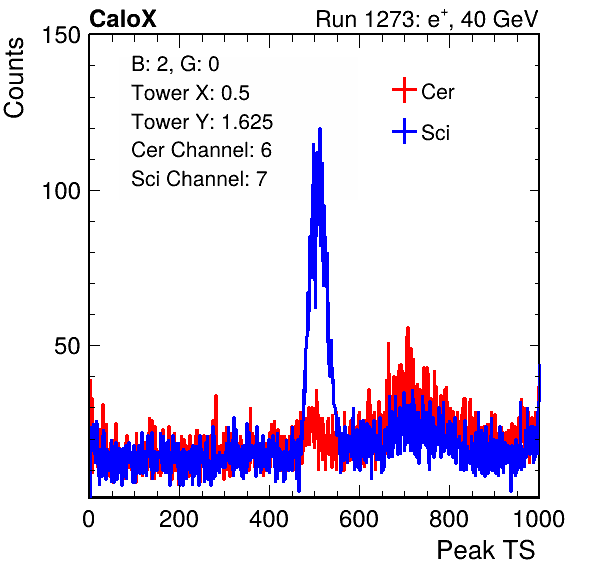 CaloX Run 1273: e⁺, 40 GeV
Counts
150
100
50
B: 2, G: 0
Tower X: 0.5
Tower Y: 1.625
Cer Channel: 6
Sci Channel: 7
Cer
Sci
0 200 400 600 800 1000
Peak TS